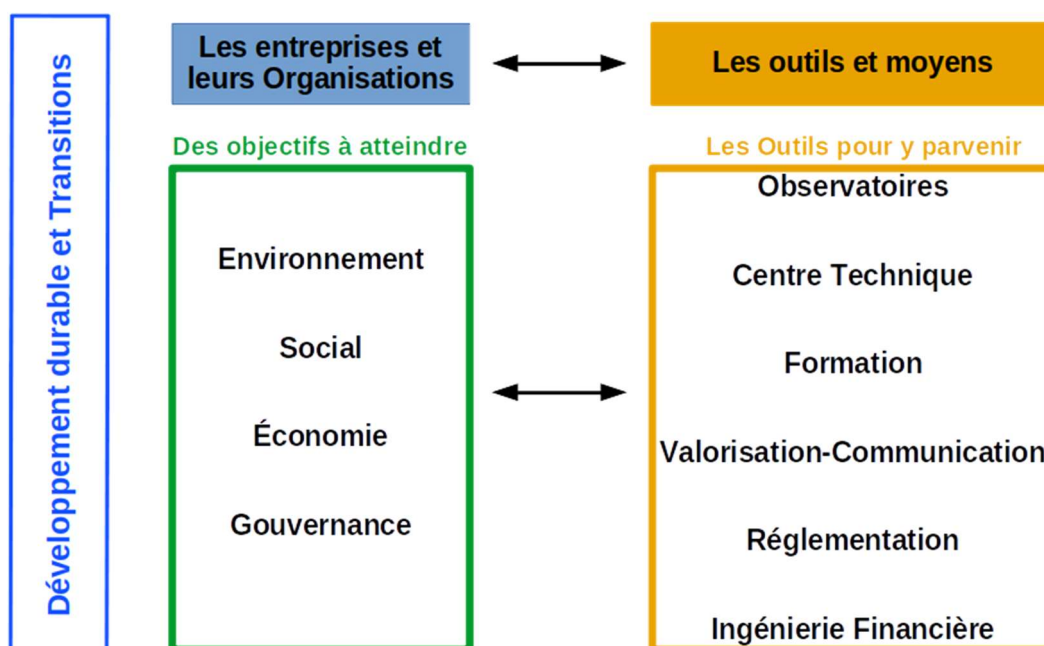 Développement durable et Transitions
Les entreprises et
leurs Organisations
Les outils et moyens
Des objectifs à atteindre
Environnement
Social
Économie
Gouvernance
Les Outils pour y parvenir
Observatoires
Centre Technique
Formation
Valorisation-Communication
Réglementation
Ingénierie Financière